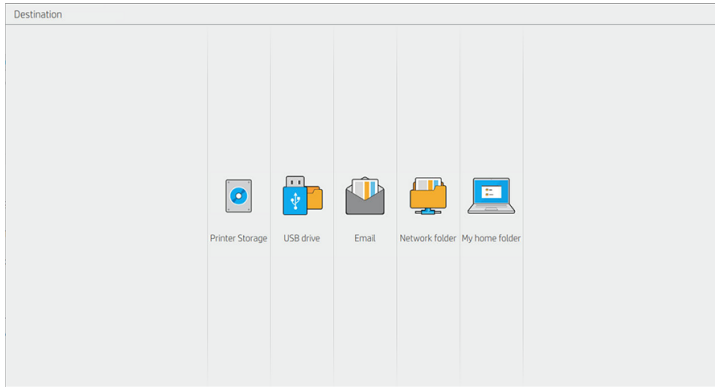 Destination
Printer Storage
USB drive
Email
Network folder
My home folder